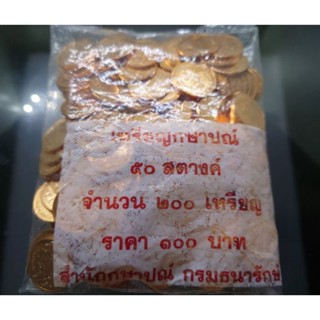 เหรียญกษาปณ์
๕๐ สตางค์
จำนวน ๒๐๐ เหรียญ
ราคา ๑๐๐ บาท
สำนักกษาปณ์ กรมธนารักษ์